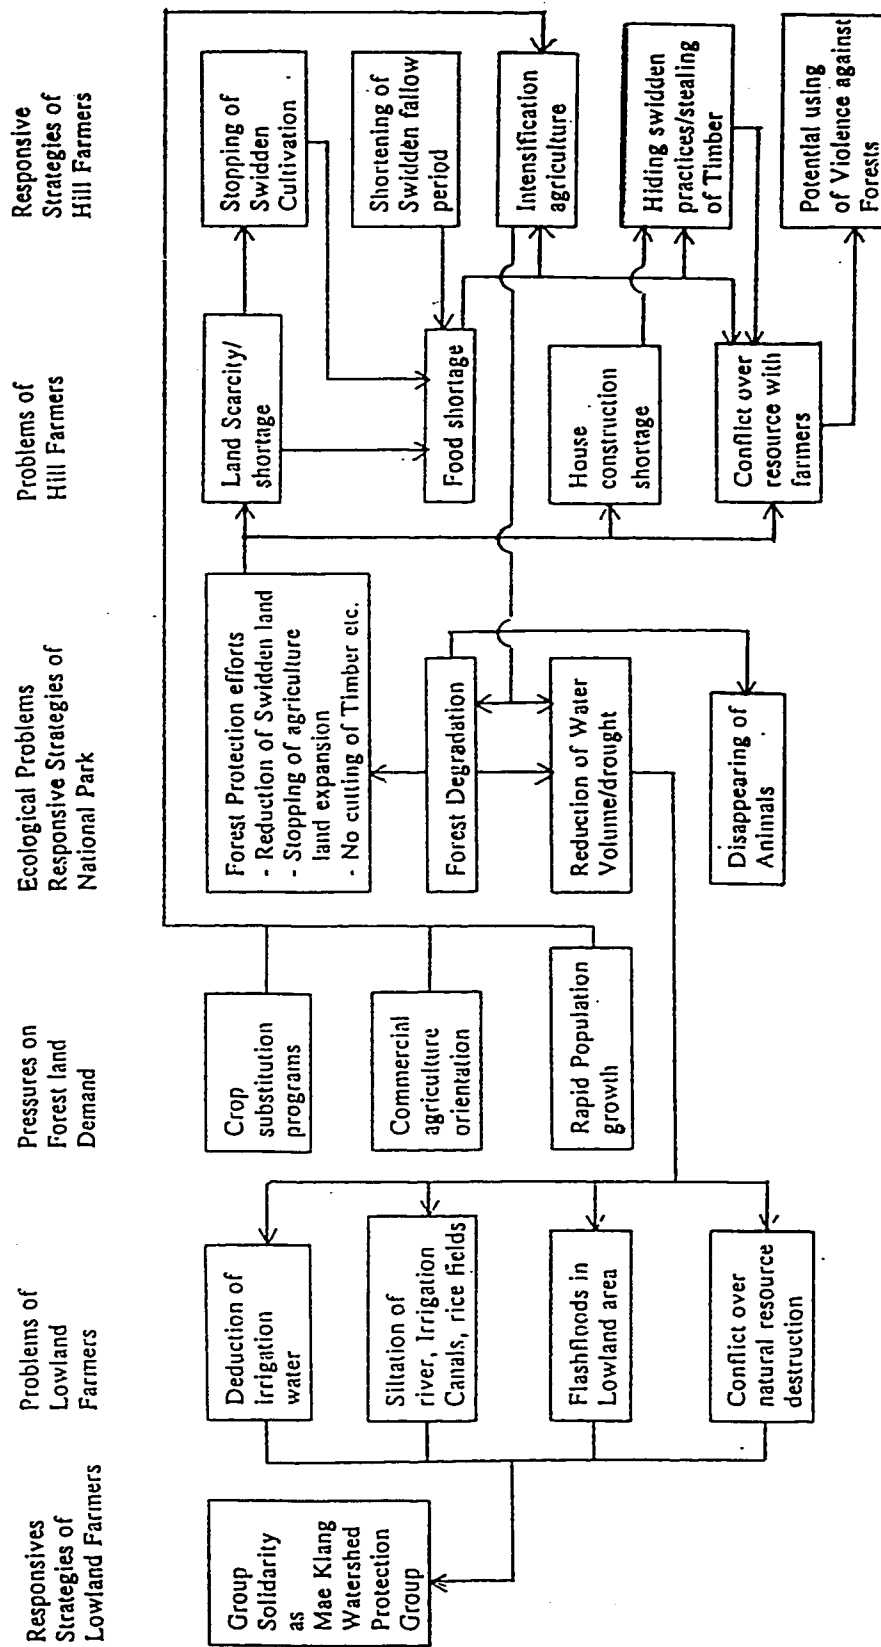 Responsives
Strategies of
Lowland Farmers
Group
Solidarity
as Mae Klang
Watershed
Protection
Group
Problems of
Lowland
Farmers
Deduction of
irrigation
water
Siltation of
river, Irrigation
Canals, rice fields
Flashfloods in
Lowland area
Conflict over
natural resource
destruction
Pressures on
Forest land
Demand
Crop
substitution
programs
Commercial
agriculture
orientation
Rapid Population
growth
Ecological Problems
Responsive Strategies of
National Park
Forest Protection efforts
- Reduction of Swidden land
- Stopping of agriculture
land expansion
- No cutting of Timber etc.
Forest Degradation
Reduction of Water
Volume/drought
Disappearing of
Animals
Problems of
Hill Farmers
Land Scarcity/
shortage
Food shortage
House
construction
shortage
Conflict over
resource with
farmers
Responsive
Strategies of
Hill Farmers
Stopping of
Swidden
Cultivation
Shortening of
Swidden fallow
period
Intensification
agriculture
Hiding swidden
practices/stealing
of Timber
Potential using
of Violence against
Forests